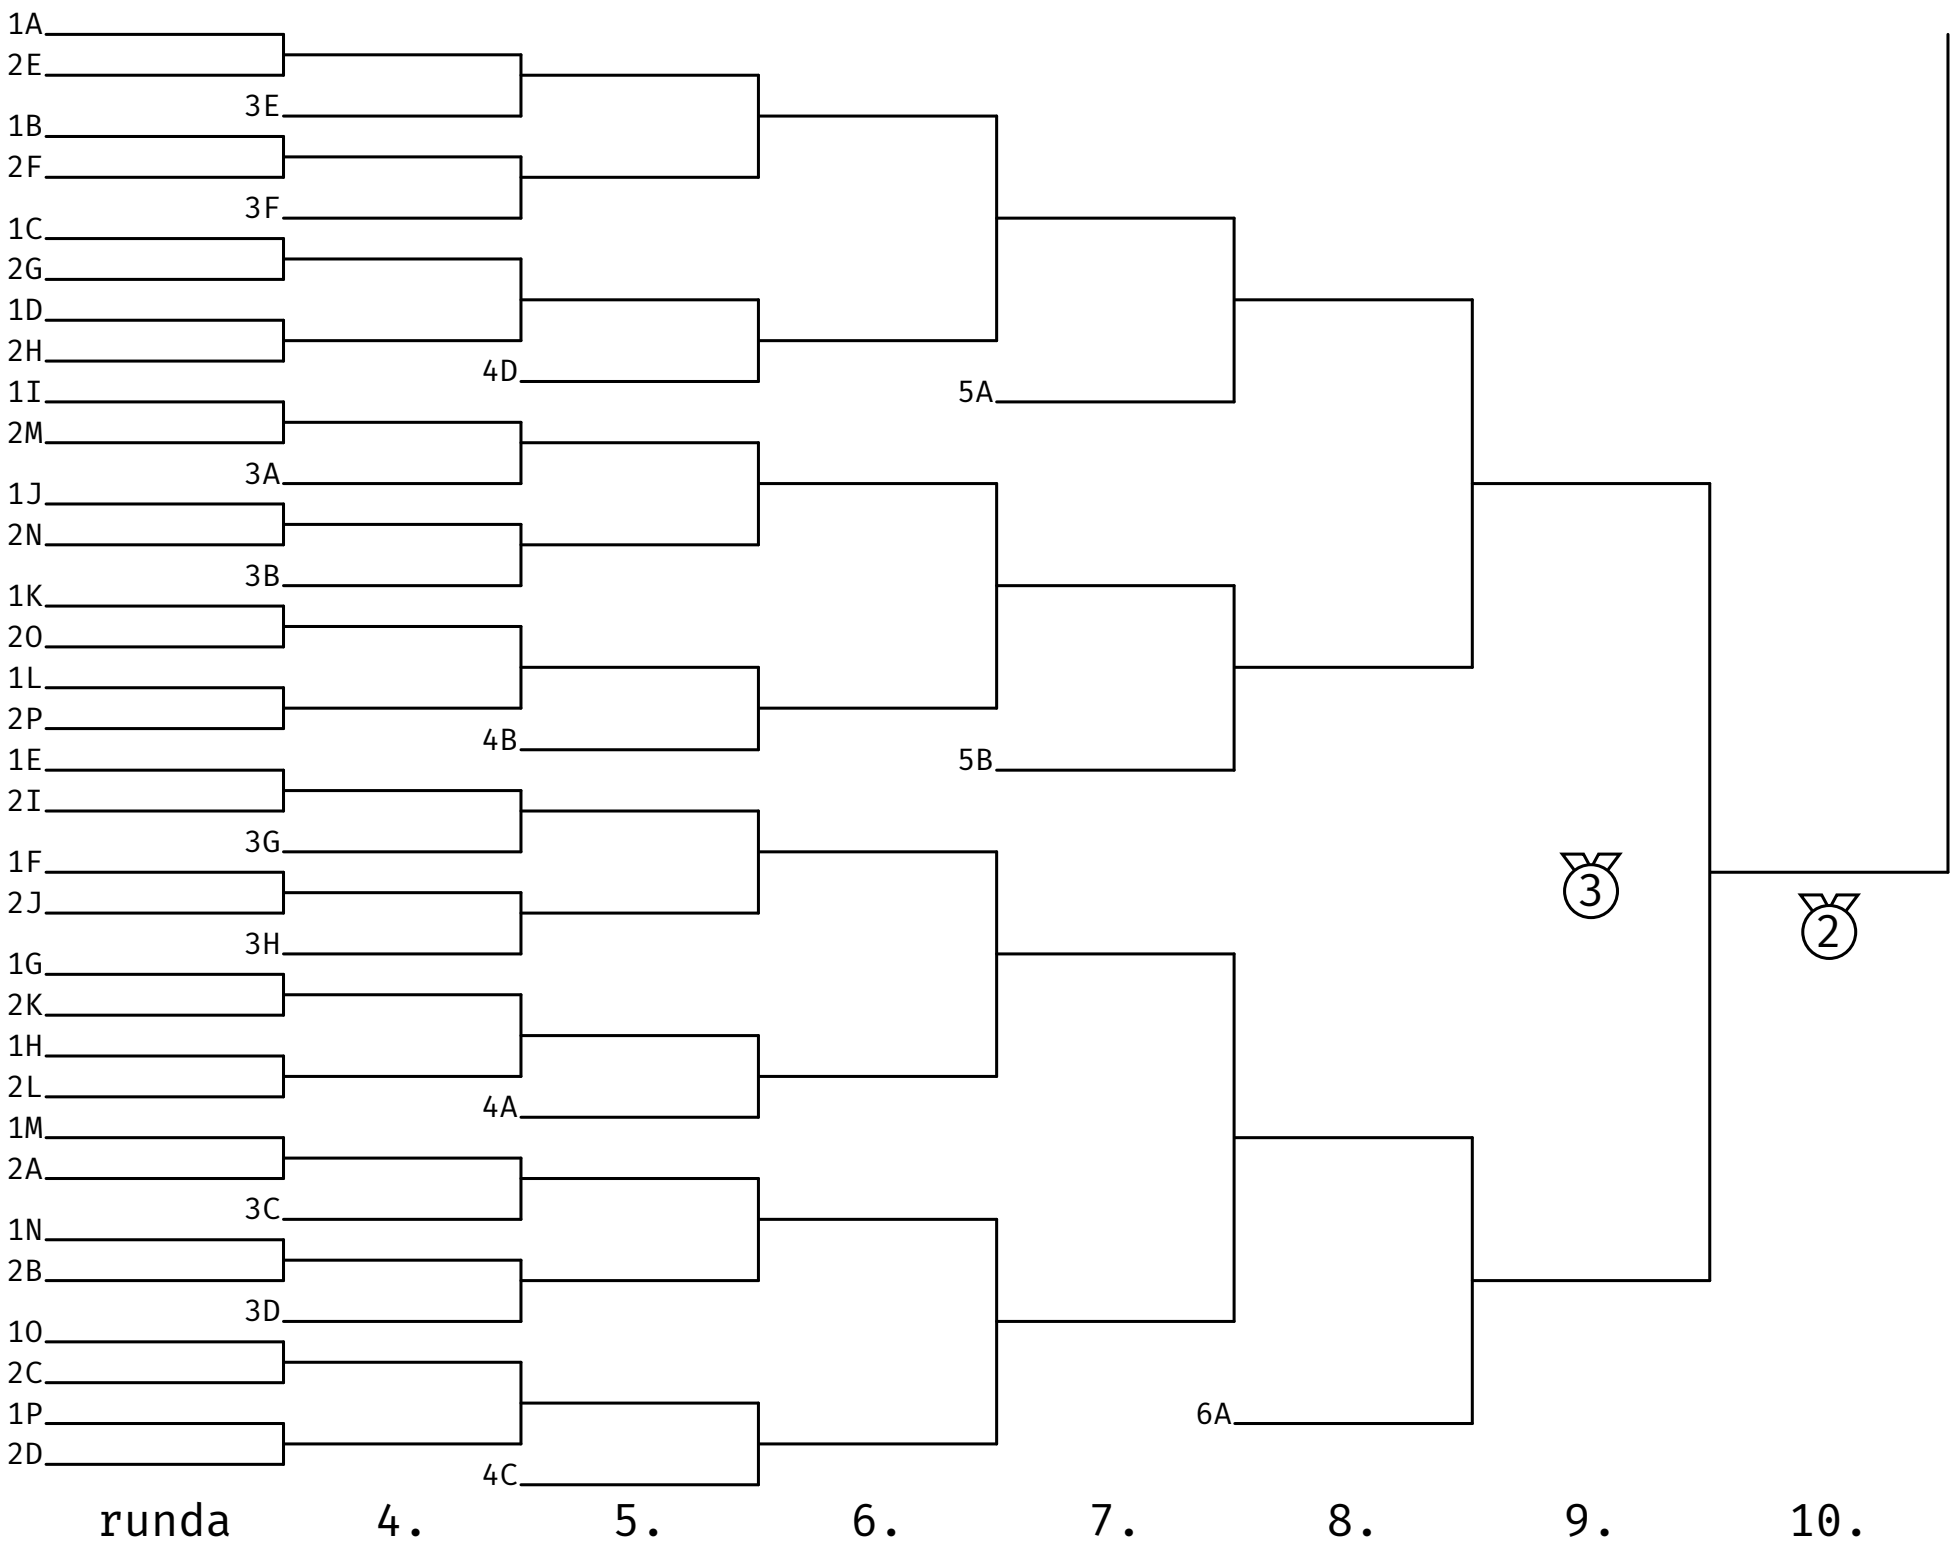 1A
2E
3E
1B
2F
3F
1C
2G
1D
2H
4D
1I
5A
2M
3A
1J
2N
3B
1K
2O
1L
2P
4B
1E
5B
2I
3G
1F
2J
3
2
3H
1G
2K
1H
2L
4A
1M
2A
3C
1N
2B
3D
1O
2C
1P
6A
2D
4C
runda 4. 5. 6. 7. 8. 9. 10.